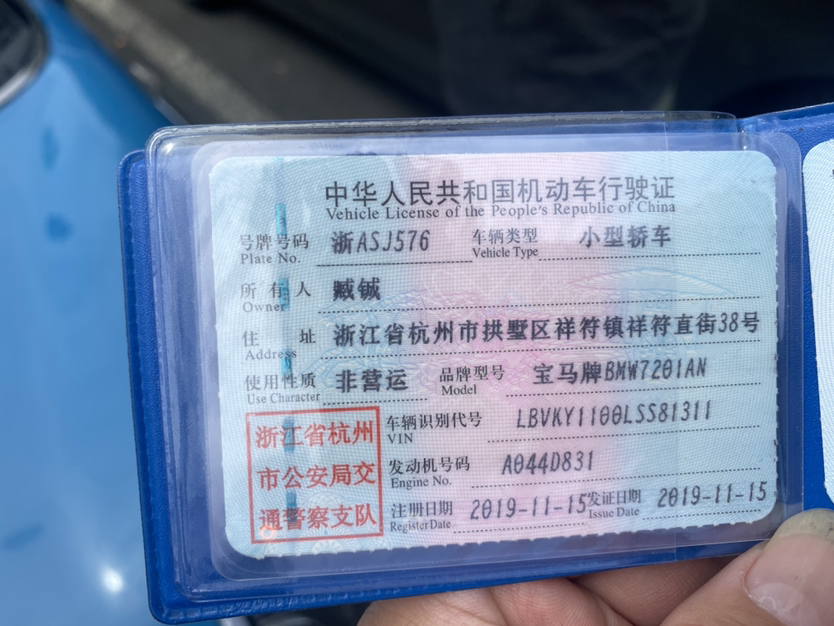 中华人民共和国机动车行驶证
Vehicle License of the People's Republic of China
号牌号码 浙ASJ576 车辆类型 小型轿车
Plate No. Vehicle Type
所有人 臧铖
Owner
住址 浙江省杭州市拱墅区祥符镇祥符直街38号
Address
使用性质 非营运 品牌型号 宝马牌BMW7201AN
Use Character Model
浙江省杭州
市公安局交
通警察支队
车辆识别代号 LBVKY1100LSS81311
VIN
发动机号码 A044D831
Engine No.
注册日期 2019-11-15 发证日期 2019-11-15
Register Date Issue Date